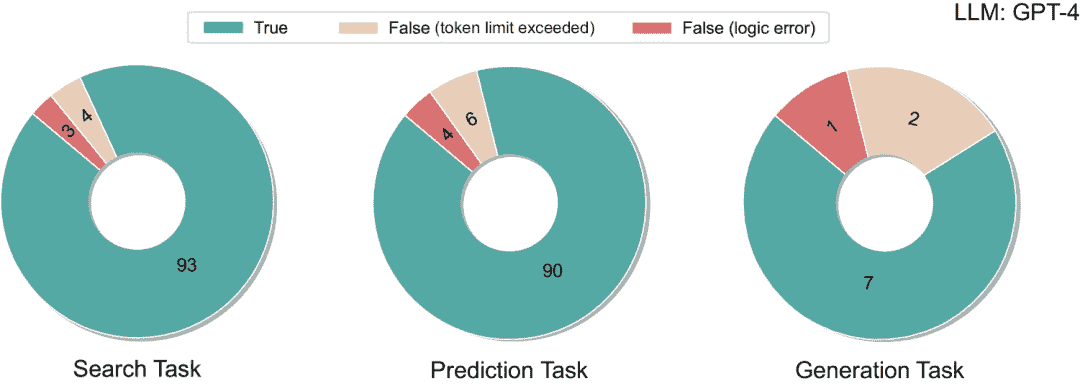 LLM: GPT-4
True
False (token limit exceeded)
False (logic error)
3
4
93
Search Task
4
6
90
Prediction Task
1
2
7
Generation Task